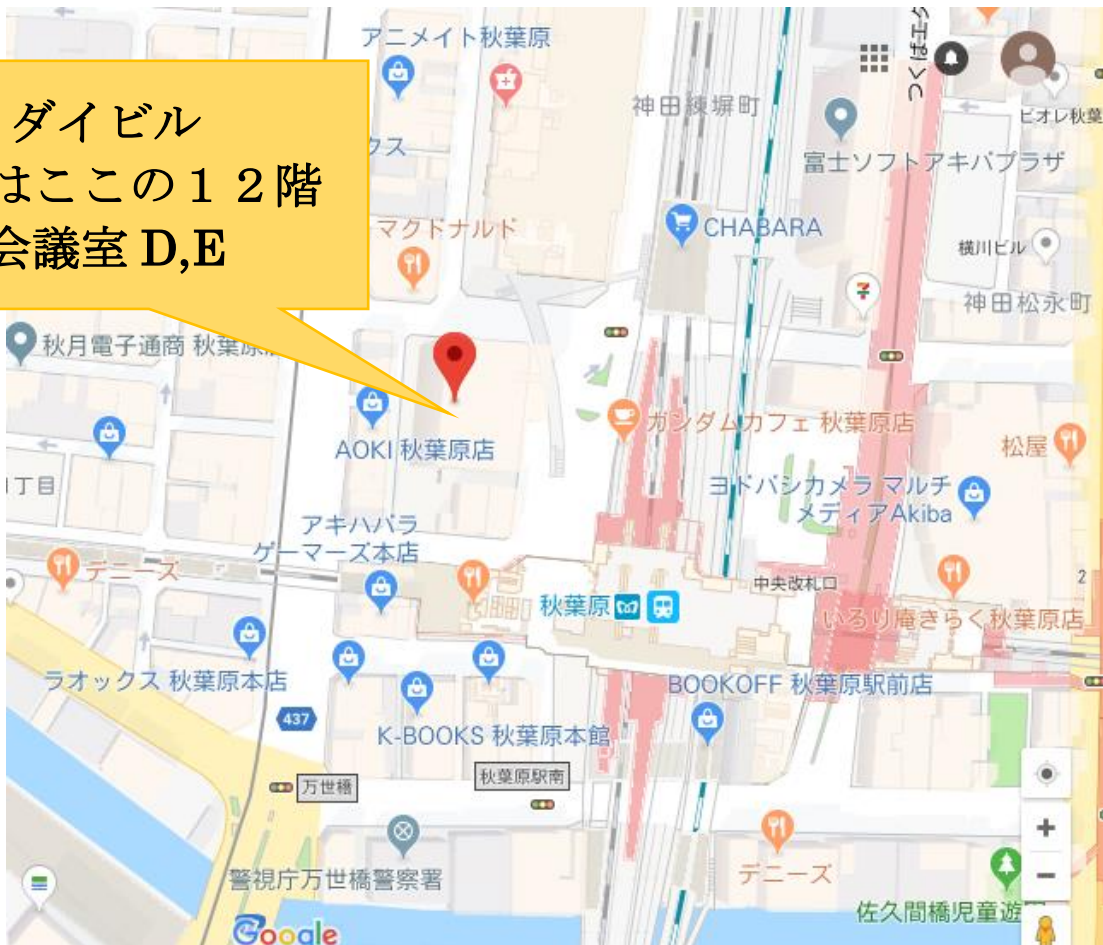 アニメイト秋葉原
神田練塀町
ビオレ秋葉
ダイビル
はここの１２階
会議室 D,E
クス
富士ソフトアキバプラザ
マクドナルド
CHABARA
横川ビル
神田松永町
秋月電子通商 秋葉原
ガンダムカフェ 秋葉原店
AOKI 秋葉原店
松屋
丁目
ヨドバシカメラ マルチ
メディアAkiba
アキハバラ
ゲーマーズ本店
デニーズ
中央改札口
2
秋葉原
いろり庵きらく秋葉原店
ラオックス 秋葉原本店
BOOKOFF 秋葉原駅前店
437
K-BOOKS 秋葉原本館
秋葉原駅南
万世橋
デニーズ
警視庁万世橋警察署
佐久間橋児童遊
Google